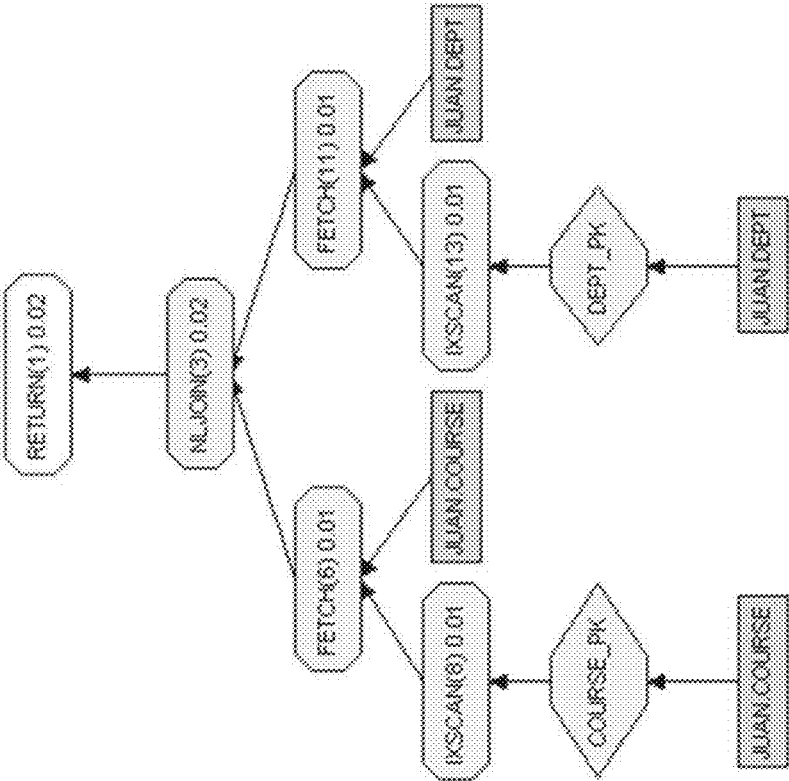 RETURN(1) 0.02
NLJOIN(3) 0.02
FETCH(6) 0.01
FETCH(11) 0.01
IXSCAN(8) 0.01
JUAN.COURSE
IXSCAN(13) 0.01
JUAN.DEPT
COURSE_PK
DEPT_PK
JUAN.COURSE
JUAN.DEPT